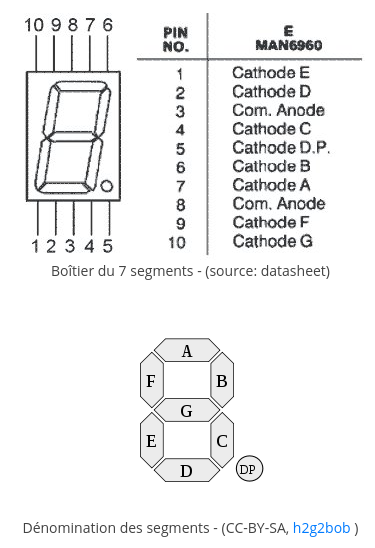 10 9 8 7 6
1 2 3 4 5
PIN NO. E MAN6960
1 Cathode E
2 Cathode D
3 Com. Anode
4 Cathode C
5 Cathode D.P.
6 Cathode B
7 Cathode A
8 Com. Anode
9 Cathode F
10 Cathode G
Boîtier du 7 segments - (source: datasheet)
A
F B
G
E C
D DP
Dénomination des segments - (CC-BY-SA, h2g2bob )